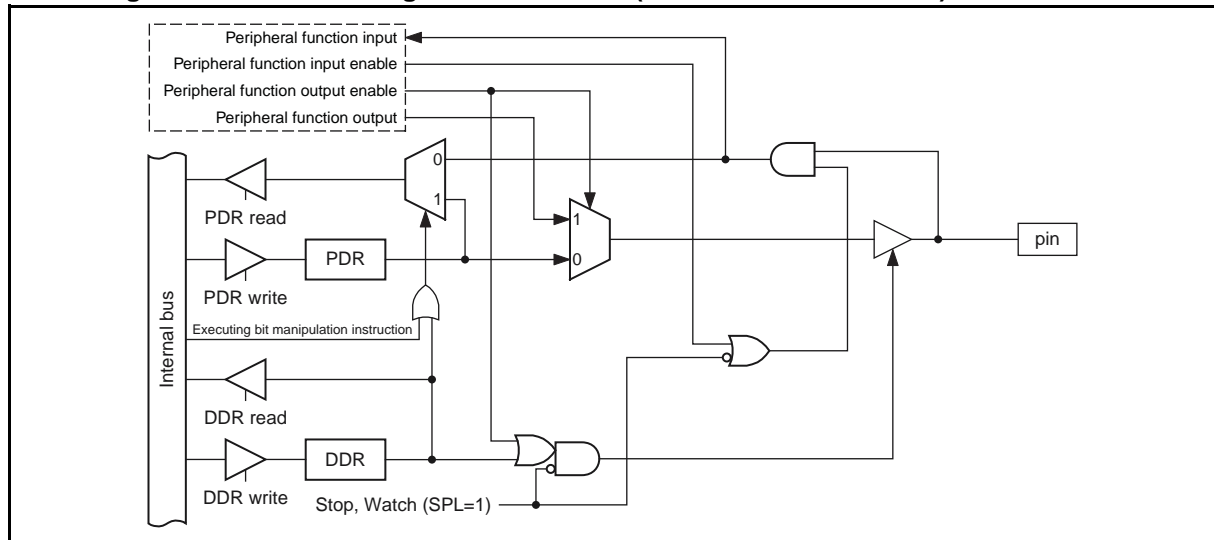 Peripheral function input
Peripheral function input enable
Peripheral function output enable
Peripheral function output
0
1
PDR read
1
pin
PDR
0
PDR write
Executing bit manipulation instruction
Internal bus
DDR read
DDR
DDR write
Stop, Watch (SPL=1)